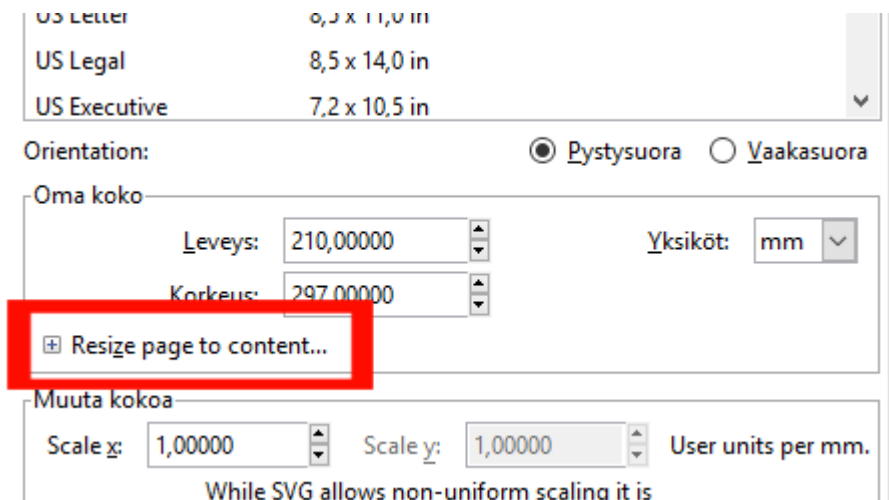 US Letter 8,5 x 11,0 in
US Legal 8,5 x 14,0 in
US Executive 7,2 x 10,5 in
Orientation: Pystysuora Vaakasuora
Oma koko
Leveys: 210,00000 Yksiköt: mm
Korkeus: 297,00000
Resize page to content...
Muuta kokoa
Scale x: 1,00000 Scale y: 1,00000 User units per mm.
While SVG allows non-uniform scaling it is